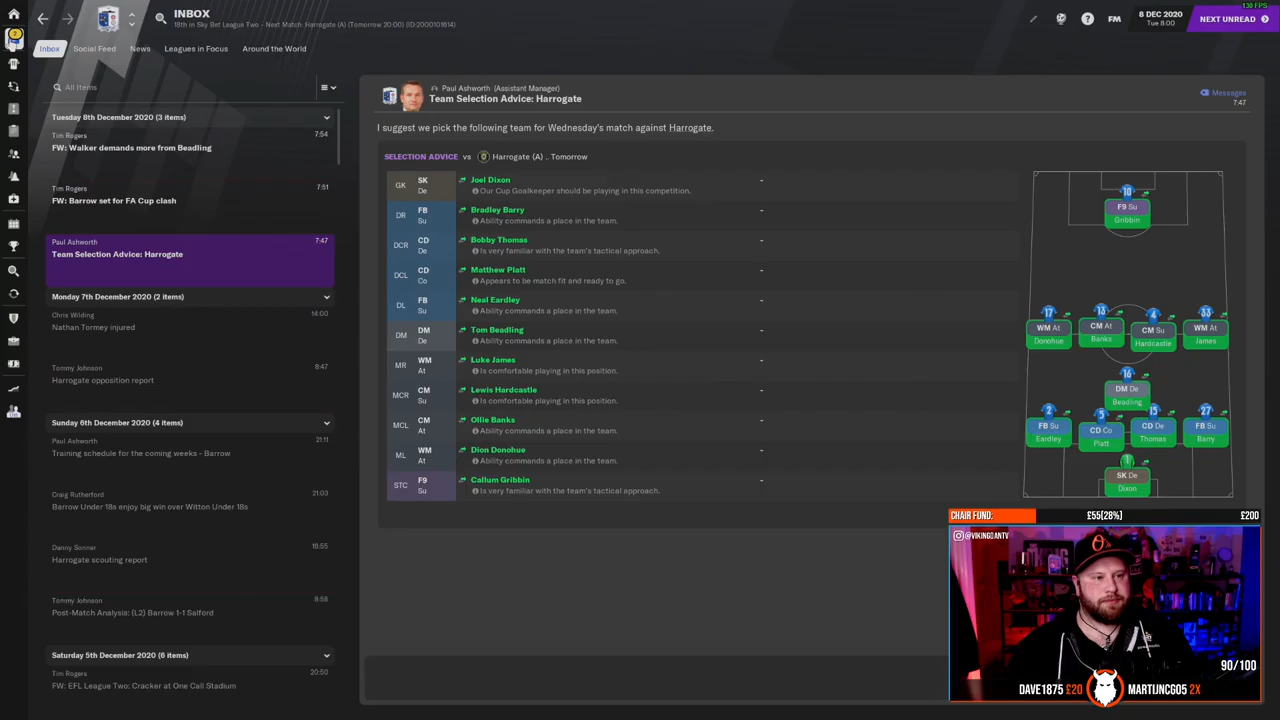 130 FPS
INBOX
18th in Sky Bet League Two - Next Match: Harrogate (A) (Tomorrow 20:00) (ID:2000101614)
2
FM
8 DEC 2020
Tue 8:00
NEXT UNREAD
Inbox
Social Feed
News
Leagues in Focus
Around the World
All Items
Tuesday 8th December 2020 (3 items)
Tim Rogers
7:54
FW: Walker demands more from Beadling
Tim Rogers
7:51
FW: Barrow set for FA Cup clash
Paul Ashworth
7:47
Team Selection Advice: Harrogate
Monday 7th December 2020 (2 items)
Chris Wilding
14:00
Nathan Tormey injured
Tommy Johnson
8:47
Harrogate opposition report
Sunday 6th December 2020 (4 items)
Paul Ashworth
21:11
Training schedule for the coming weeks - Barrow
Craig Rutherford
21:03
Barrow Under 18s enjoy big win over Witton Under 18s
Danny Sonner
18:55
Harrogate scouting report
Tommy Johnson
8:58
Post-Match Analysis: (L2) Barrow 1-1 Salford
Saturday 5th December 2020 (6 items)
Tim Rogers
20:50
FW: EFL League Two: Cracker at One Call Stadium
Paul Ashworth (Assistant Manager)
Team Selection Advice: Harrogate
Messages
7:47
I suggest we pick the following team for Wednesday's match against Harrogate.
SELECTION ADVICE vs Harrogate (A) .. Tomorrow
GK SK De Joel Dixon -
Our Cup Goalkeeper should be playing in this competition.
DR FB Su Bradley Barry -
Ability commands a place in the team.
DCR CD De Bobby Thomas -
Is very familiar with the team's tactical approach.
DCL CD Co Matthew Platt -
Appears to be match fit and ready to go.
DL FB Su Neal Eardley -
Ability commands a place in the team.
DM DM De Tom Beadling -
Ability commands a place in the team.
MR WM At Luke James -
Is comfortable playing in this position.
MCR CM Su Lewis Hardcastle -
Is comfortable playing in this position.
MCL CM At Ollie Banks -
Ability commands a place in the team.
ML WM At Dion Donohue -
Ability commands a place in the team.
STC F9 Su Callum Gribbin -
Is very familiar with the team's tactical approach.
10
F9 Su
Gribbin
17 13 4 33
WM At CM At CM Su WM At
Donohue Banks Hardcastle James
16
DM De
Beadling
2 5 15 27
FB Su CD Co CD De FB Su
Eardley Platt Thomas Barry
1
SK De
Dixon
CHAIR FUND: £55(28%) £200
@VIKINGDANTV
90/100
DAVE1875 £20
MARTIJNCG05 2X